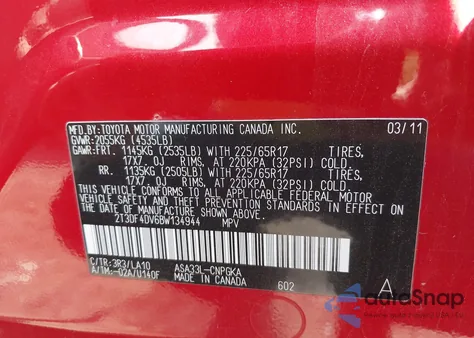 MFD.BY:TOYOTA MOTOR MANUFACTURING CANADA INC. 03/11
GVWR: 2055KG (4535LB)
GAWR:FRT. 1145KG (2535LB) WITH 225/65R17 TIRES,
17X7.0J RIMS, AT 220KPA (32PSI) COLD.
RR. 1135KG (2505LB) WITH 225/65R17 TIRES,
17X7.0J RIMS, AT 220KPA (32PSI) COLD.
THIS VEHICLE CONFORMS TO ALL APPLICABLE FEDERAL MOTOR
VEHICLE SAFETY STANDARDS IN EFFECT ON THE DATE OF
MANUFACTURE SHOWN ABOVE.
2T3DF4DV6BW134944 MPV
C/TR:3R3/LA10 ASA33L-CNPGKA A
A/TM:-02A/U140F MADE IN CANADA 602
autoSnap